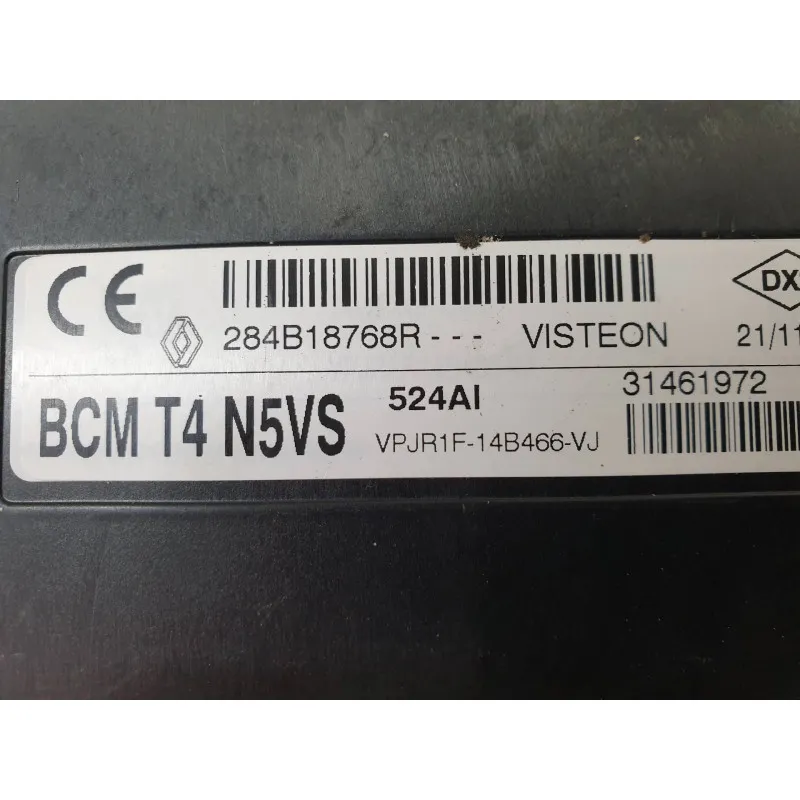 CE
284B18768R--- VISTEON 21/11
DX
BCM T4 N5VS 524AI 31461972
VPJR1F-14B466-VJ